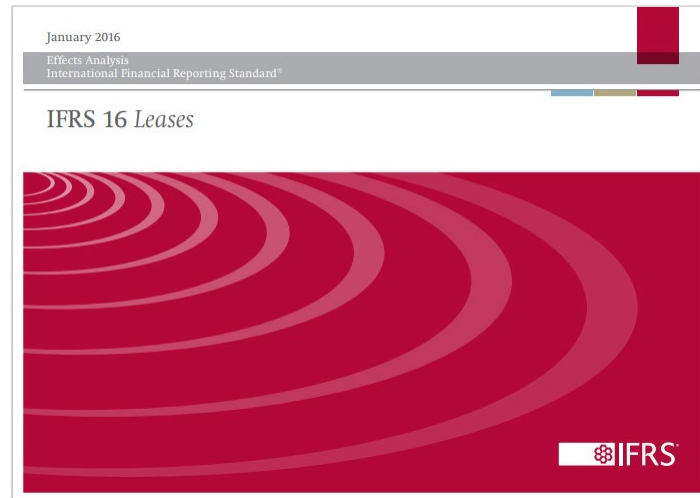 January 2016
Effects Analysis
International Financial Reporting Standard®
IFRS 16 Leases
IFRS®